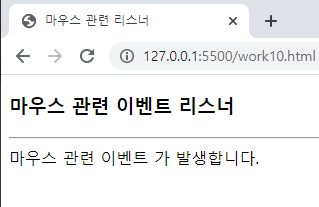 마우스 관련 리스너
127.0.0.1:5500/work10.html
마우스 관련 이벤트 리스너
마우스 관련 이벤트 가 발생합니다.